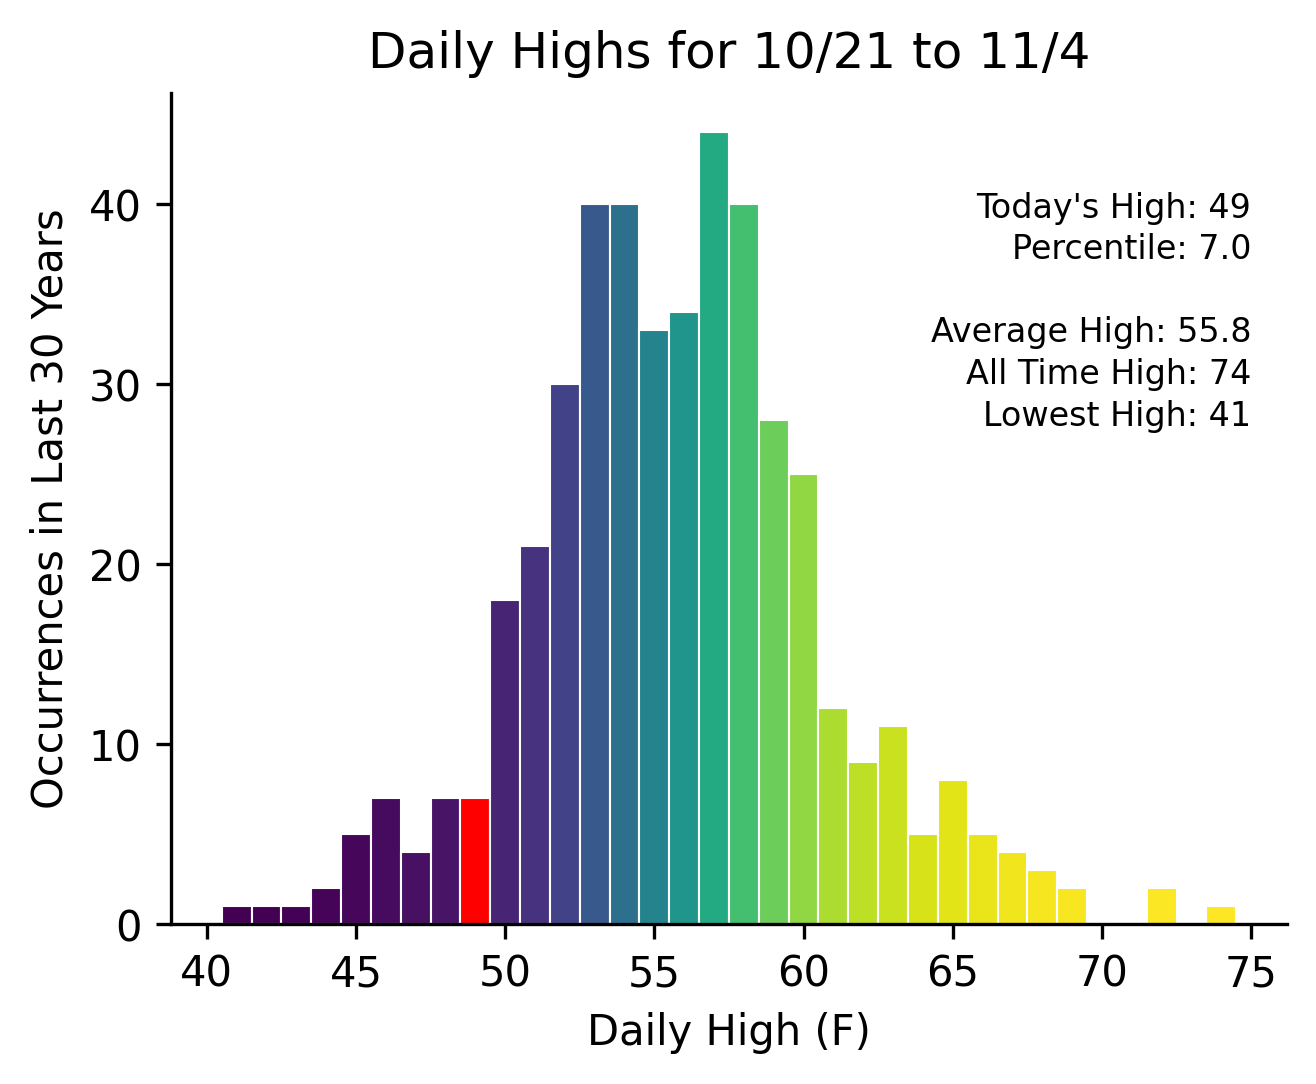 Daily Highs for 10/21 to 11/4
Occurrences in Last 30 Years
40
30
20
10
0
Today's High: 49
Percentile: 7.0
Average High: 55.8
All Time High: 74
Lowest High: 41
40 45 50 55 60 65 70 75
Daily High (F)